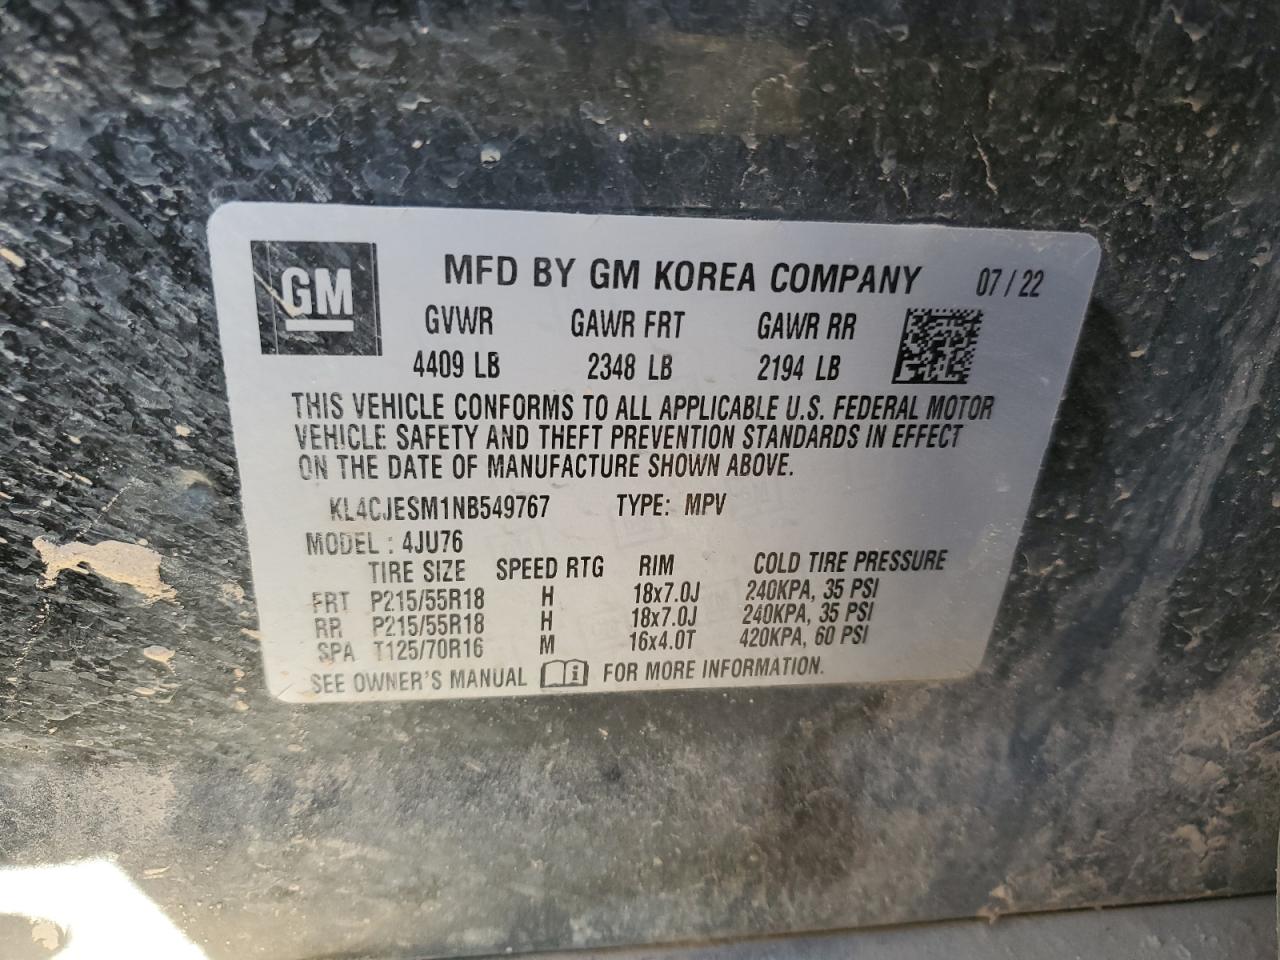 GM
MFD BY GM KOREA COMPANY 07/22
GVWR GAWR FRT GAWR RR
4409 LB 2348 LB 2194 LB
THIS VEHICLE CONFORMS TO ALL APPLICABLE U.S. FEDERAL MOTOR
VEHICLE SAFETY AND THEFT PREVENTION STANDARDS IN EFFECT
ON THE DATE OF MANUFACTURE SHOWN ABOVE.
KL4CJESM1NB549767 TYPE: MPV
MODEL : 4JU76
TIRE SIZE SPEED RTG RIM COLD TIRE PRESSURE
FRT P215/55R18 H 18x7.0J 240KPA, 35 PSI
RR P215/55R18 H 18x7.0J 240KPA, 35 PSI
SPA T125/70R16 M 16x4.0T 420KPA, 60 PSI
SEE OWNER'S MANUAL i FOR MORE INFORMATION.